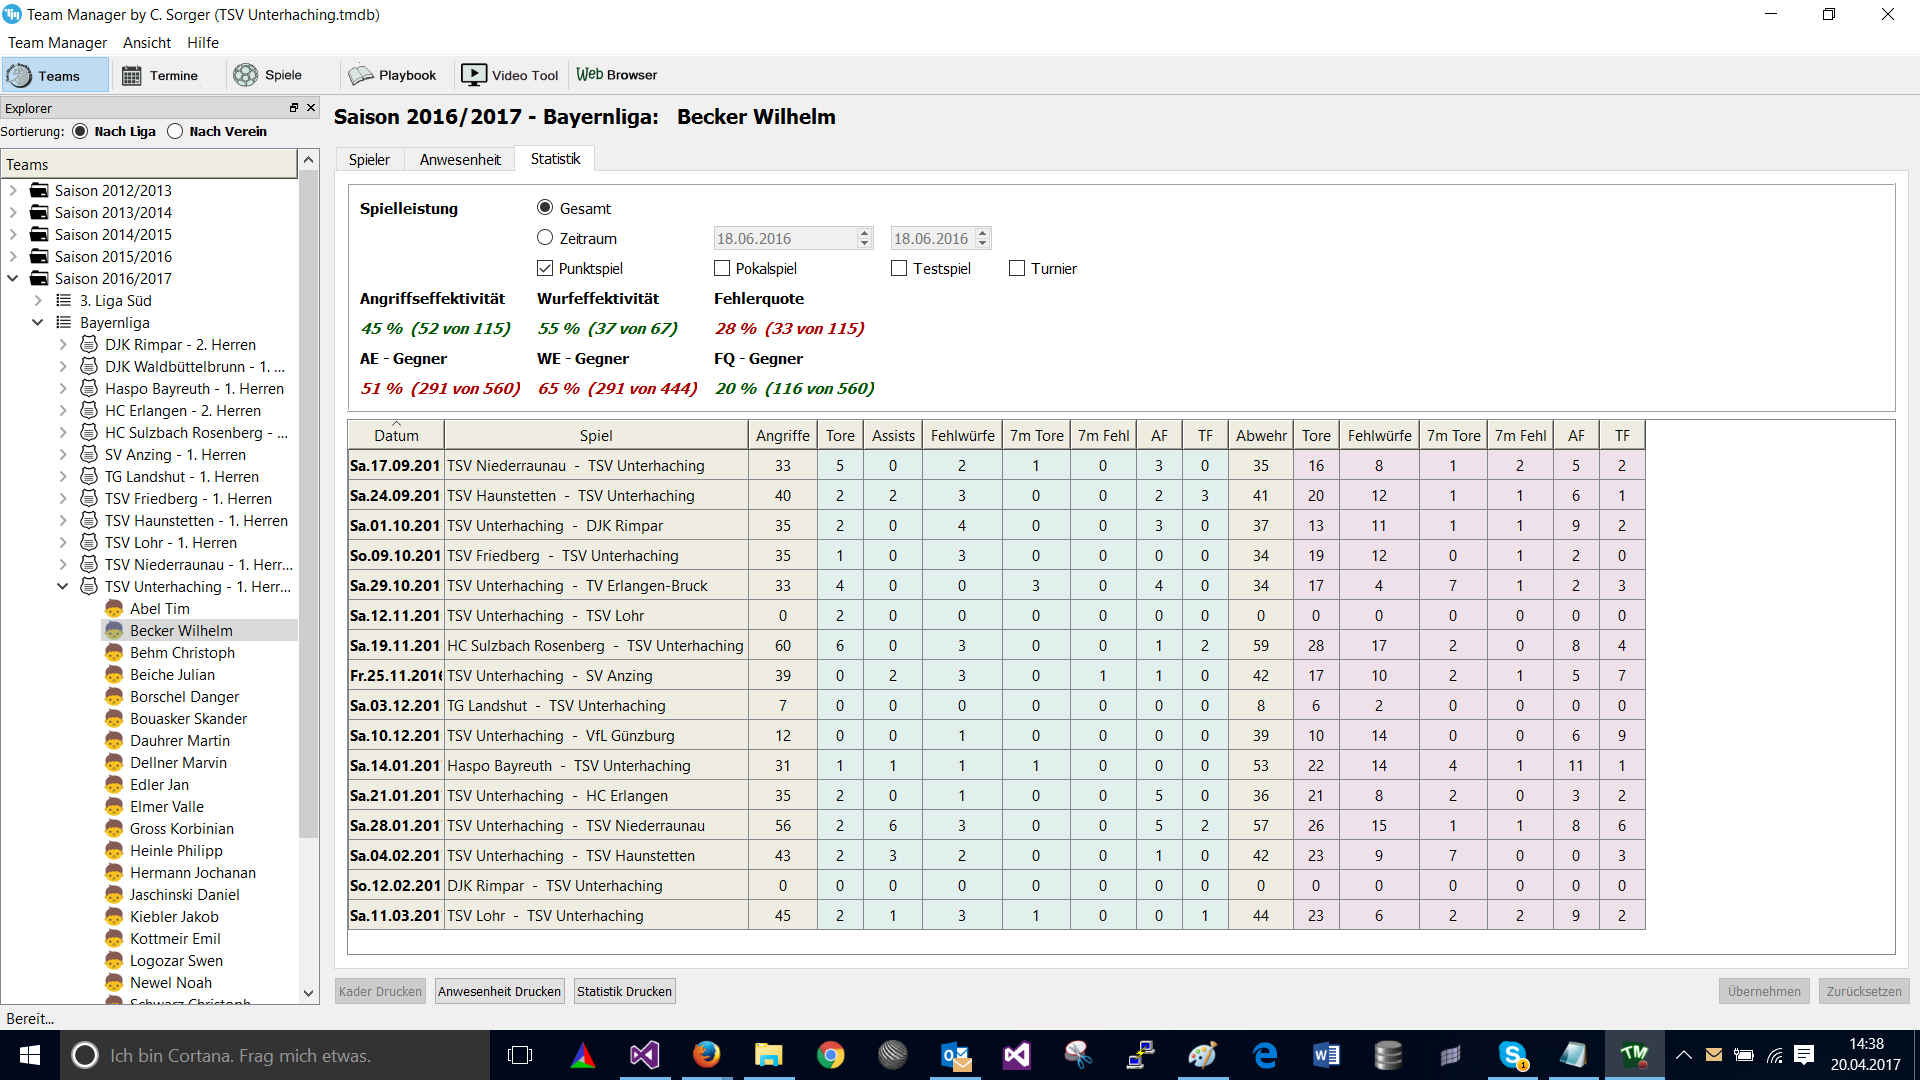 Team Manager by C. Sorger (TSV Unterhaching.tmdb)
Team Manager Ansicht Hilfe
Teams Termine Spiele Playbook Video Tool Web Browser
Explorer
Sortierung: Nach Liga Nach Verein
Teams
Saison 2012/2013
Saison 2013/2014
Saison 2014/2015
Saison 2015/2016
Saison 2016/2017
3. Liga Süd
Bayernliga
DJK Rimpar - 2. Herren
DJK Waldbüttelbrunn - 1. ...
Haspo Bayreuth - 1. Herren
HC Erlangen - 2. Herren
HC Sulzbach Rosenberg - ...
SV Anzing - 1. Herren
TG Landshut - 1. Herren
TSV Friedberg - 1. Herren
TSV Haunstetten - 1. Herren
TSV Lohr - 1. Herren
TSV Niederraunau - 1. Herr...
TSV Unterhaching - 1. Herr...
Abel Tim
Becker Wilhelm
Behm Christoph
Beiche Julian
Borschel Danger
Bouasker Skander
Dauhrer Martin
Dellner Marvin
Edler Jan
Elmer Valle
Gross Korbinian
Heinle Philipp
Hermann Jochanan
Jaschinski Daniel
Kiebler Jakob
Kottmeir Emil
Logozar Swen
Newel Noah
Schwarz Christoph
Saison 2016/2017 - Bayernliga: Becker Wilhelm
Spieler Anwesenheit Statistik
Spielleistung Gesamt
Zeitraum 18.06.2016 18.06.2016
Punktspiel Pokalspiel Testspiel Turnier
Angriffseffektivität Wurfeffektivität Fehlerquote
45 % (52 von 115) 55 % (37 von 67) 28 % (33 von 115)
AE - Gegner WE - Gegner FQ - Gegner
51 % (291 von 560) 65 % (291 von 444) 20 % (116 von 560)
Datum Spiel Angriffe Tore Assists Fehlwürfe 7m Tore 7m Fehl AF TF Abwehr Tore Fehlwürfe 7m Tore 7m Fehl AF TF
Sa.17.09.201 TSV Niederraunau - TSV Unterhaching 33 5 0 2 1 0 3 0 35 16 8 1 2 5 2
Sa.24.09.201 TSV Haunstetten - TSV Unterhaching 40 2 2 3 0 0 2 3 41 20 12 1 1 6 1
Sa.01.10.201 TSV Unterhaching - DJK Rimpar 35 2 0 4 0 0 3 0 37 13 11 1 1 9 2
So.09.10.201 TSV Friedberg - TSV Unterhaching 35 1 0 3 0 0 0 0 34 19 12 0 1 2 0
Sa.29.10.201 TSV Unterhaching - TV Erlangen-Bruck 33 4 0 0 3 0 4 0 34 17 4 7 1 2 3
Sa.12.11.201 TSV Unterhaching - TSV Lohr 0 2 0 0 0 0 0 0 0 0 0 0 0 0 0
Sa.19.11.201 HC Sulzbach Rosenberg - TSV Unterhaching 60 6 0 3 0 0 1 2 59 28 17 2 0 8 4
Fr.25.11.2016 TSV Unterhaching - SV Anzing 39 0 2 3 0 1 1 0 42 17 10 2 1 5 7
Sa.03.12.201 TG Landshut - TSV Unterhaching 7 0 0 0 0 0 0 0 8 6 2 0 0 0 0
Sa.10.12.201 TSV Unterhaching - VfL Günzburg 12 0 0 1 0 0 0 0 39 10 14 0 0 6 9
Sa.14.01.201 Haspo Bayreuth - TSV Unterhaching 31 1 1 1 1 0 0 0 53 22 14 4 1 11 1
Sa.21.01.201 TSV Unterhaching - HC Erlangen 35 2 0 1 0 0 5 0 36 21 8 2 0 3 2
Sa.28.01.201 TSV Unterhaching - TSV Niederraunau 56 2 6 3 0 0 5 2 57 26 15 1 1 8 6
Sa.04.02.201 TSV Unterhaching - TSV Haunstetten 43 2 3 2 0 0 1 0 42 23 9 7 0 0 3
So.12.02.201 DJK Rimpar - TSV Unterhaching 0 0 0 0 0 0 0 0 0 0 0 0 0 0 0
Sa.11.03.201 TSV Lohr - TSV Unterhaching 45 2 1 3 1 0 0 1 44 23 6 2 2 9 2
Kader Drucken Anwesenheit Drucken Statistik Drucken Übernehmen Zurücksetzen
Bereit...
Ich bin Cortana. Frag mich etwas.
14:38
20.04.2017